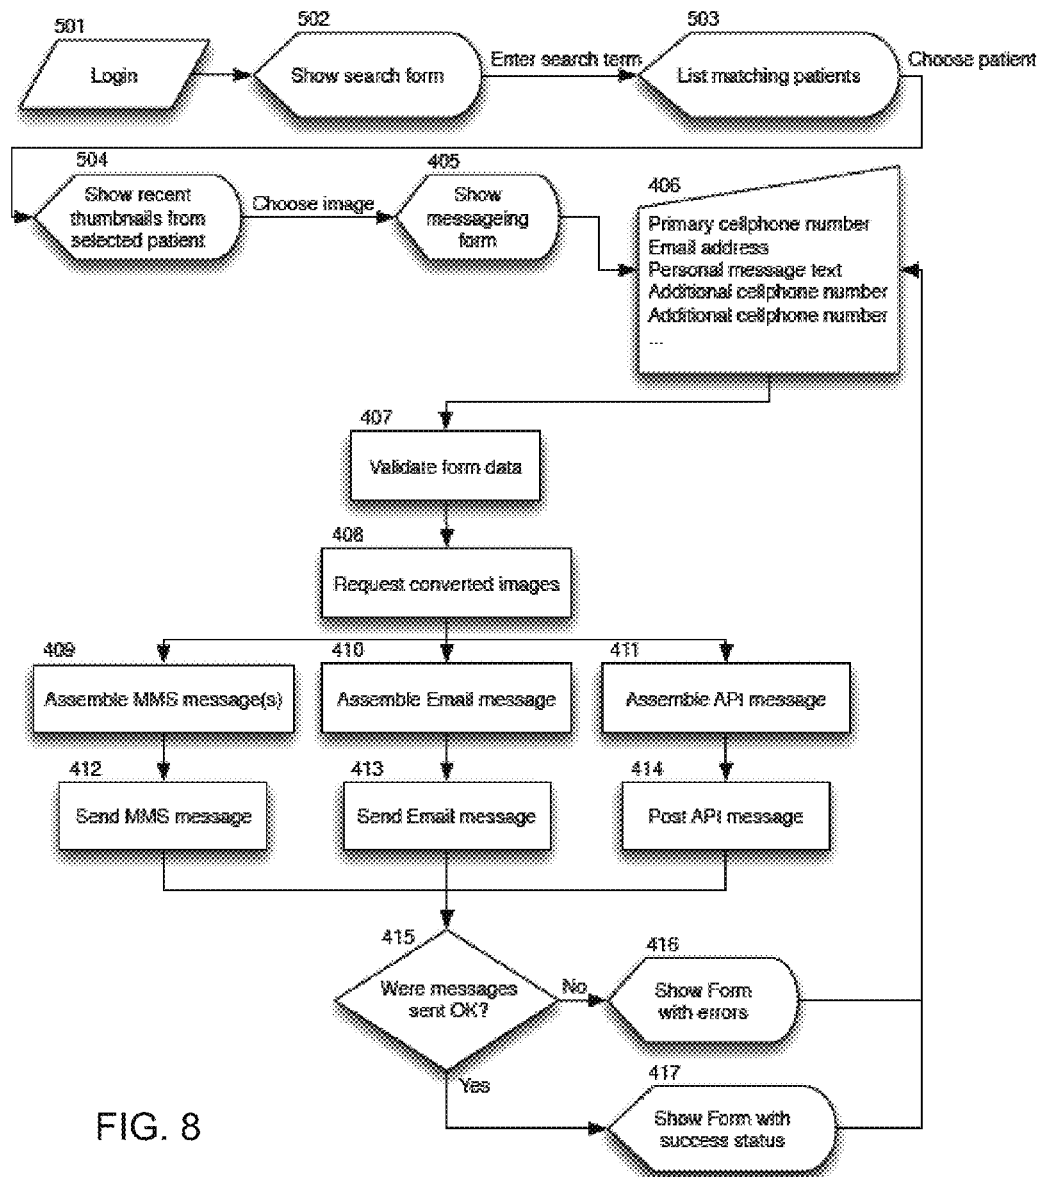 501
Login
502
Show search form
Enter search term
503
List matching patients
Choose patient
504
Show recent
thumbnails from
selected patient
Choose image
405
Show
messageing
form
406
Primary cellphone number
Email address
Personal message text
Additional cellphone number
Additional cellphone number
...
407
Validate form data
408
Request converted images
409
Assemble MMS message(s)
410
Assemble Email message
411
Assemble API message
412
Send MMS message
413
Send Email message
414
Post API message
415
Were messages
sent OK?
No
416
Show Form
with errors
Yes
417
Show Form with
success status
FIG. 8